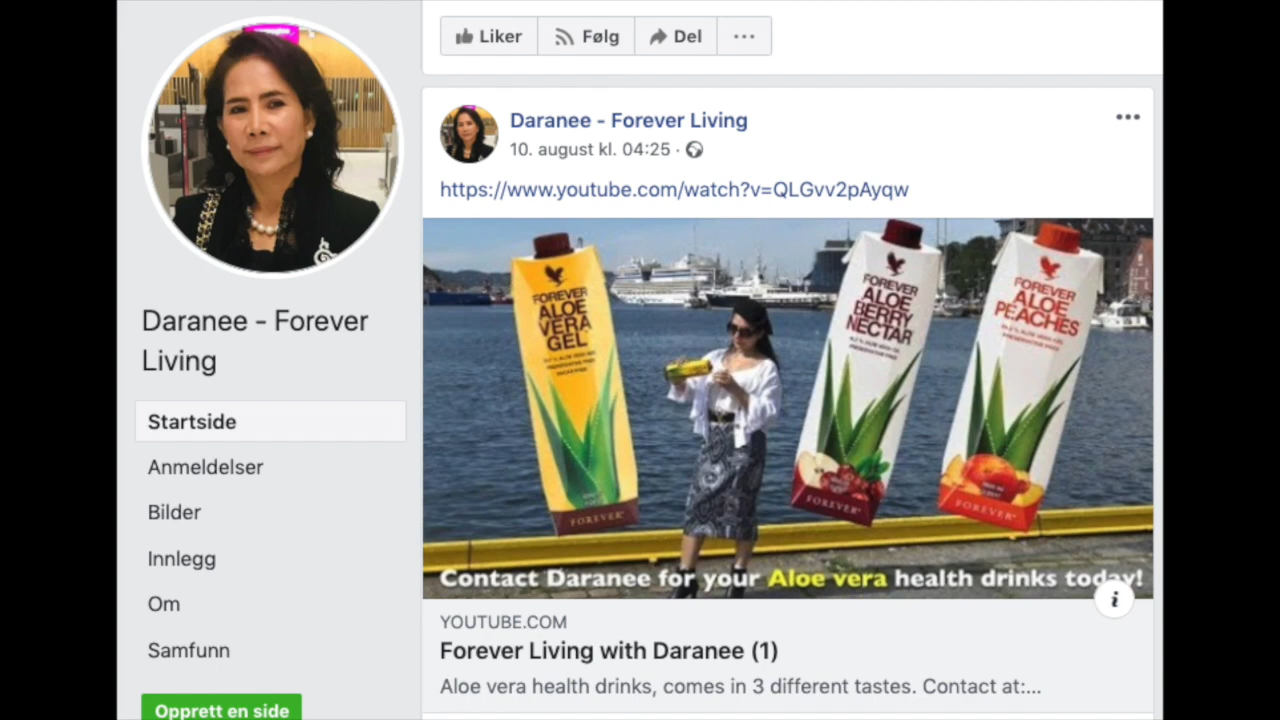 Liker
Følg
Del
Daranee - Forever Living
10. august kl. 04:25 ·
https://www.youtube.com/watch?v=QLGvv2pAyqw
Daranee - Forever
Living
Startside
Anmeldelser
Bilder
Innlegg
Om
Samfunn
Opprett en side
FOREVER
ALOE
VERA
GEL
FOREVER
FOREVER
ALOE
BERRY
NECTAR
FOREVER
FOREVER
ALOE
PEACHES
FOREVER
Contact Daranee for your Aloe vera health drinks today!
YOUTUBE.COM
Forever Living with Daranee (1)
Aloe vera health drinks, comes in 3 different tastes. Contact at:...